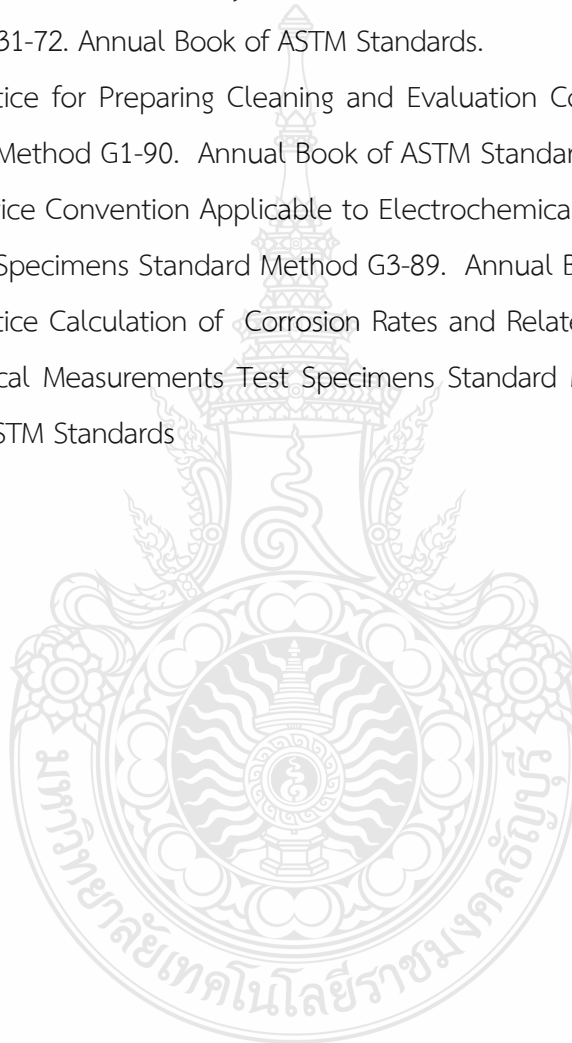 31-72. Annual Book of ASTM Standards.
tice for Preparing Cleaning and Evaluation Co
Method G1-90. Annual Book of ASTM Standar
tice Convention Applicable to Electrochemica
Specimens Standard Method G3-89. Annual B
tice Calculation of Corrosion Rates and Relate
cal Measurements Test Specimens Standard
STM Standards
มหาวิทยาลัยเทคโนโลยีราชมงคลธัญบุรี